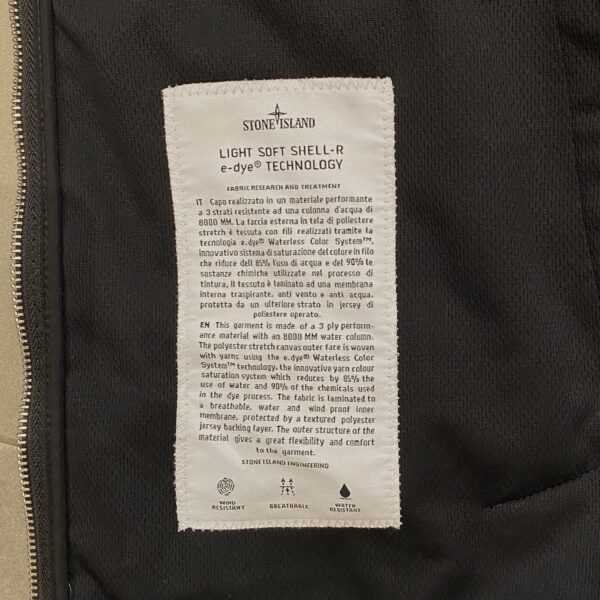 STONE ISLAND
LIGHT SOFT SHELL-R
e-dye® TECHNOLOGY
FABRIC RESEARCH AND TREATMENT
IT Capo realizzato in un materiale performante
a 3 strati resistente ad una colonna d'acqua di
8000 MM. La faccia esterna in tela di poliestere
stretch è tessuta con fili realizzati tramite la
tecnologia e.dye® Waterless Color System™,
innovativo sistema di saturazione del colore in filo
che riduce dell 85% l'uso di acqua e del 90% le
sostanze chimiche utilizzate nel processo di
tintura, Il tessuto è laminato ad una membrana
interna traspirante, anti vento e anti acqua,
protetta da un ulteriore strato in jersey di
poliestere operato.
EN This garment is made of a 3 ply perform-
ance material with an 8000 MM water column.
The polyester stretch canvas outer face is woven
with yarns using the e.dye® Waterless Color
System™ technology, the innovative yarn colour
saturation system which reduces by 85% the
use of water and 90% of the chemicals used
in the dye process. The fabric is laminated to
a breathable, water and wind proof inner
membrane, protected by a textured polyester
jersey backing layer. The outer structure of the
material gives a great flexibility and comfort
to the garment.
STONE ISLAND ENGINEERING
WIND RESISTANT
BREATHABLE
WATER RESISTANT